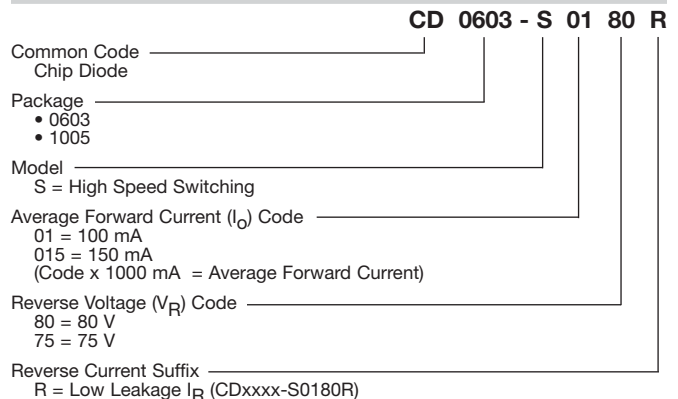 CD 0603 - S 01 80 R
Common Code
Chip Diode
Package
• 0603
• 1005
Model
S = High Speed Switching
Average Forward Current (IO) Code
01 = 100 mA
015 = 150 mA
(Code x 1000 mA = Average Forward Current)
Reverse Voltage (VR) Code
80 = 80 V
75 = 75 V
Reverse Current Suffix
R = Low Leakage IR (CDxxxx-S0180R)